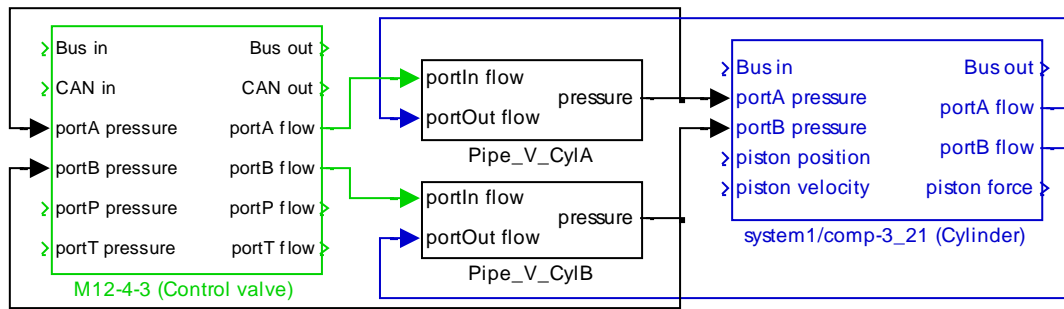 Bus in
Bus out
CAN in
CAN out
portA pressure
portA flow
portB pressure
portB flow
portP pressure
portP flow
portT pressure
portT flow
M12-4-3 (Control valve)
portIn flow
pressure
portOut flow
Pipe_V_CylA
portIn flow
pressure
portOut flow
Pipe_V_CylB
Bus in
Bus out
portA pressure
portA flow
portB pressure
portB flow
piston position
piston velocity
piston force
system1/comp-3_21 (Cylinder)